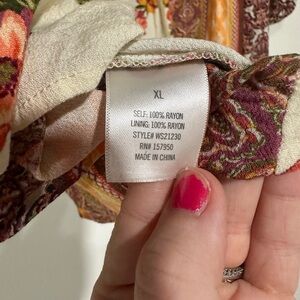 XL
SELF: 100% RAYON
LINING: 100% RAYON
STYLE# WS21230
RN# 157950
MADE IN CHINA